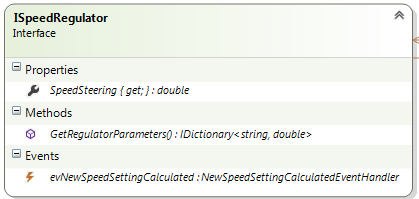 ISpeedRegulator
Interface
Properties
SpeedSteering { get; } : double
Methods
GetRegulatorParameters() : IDictionary<string, double>
Events
evNewSpeedSettingCalculated : NewSpeedSettingCalculatedEventHandler